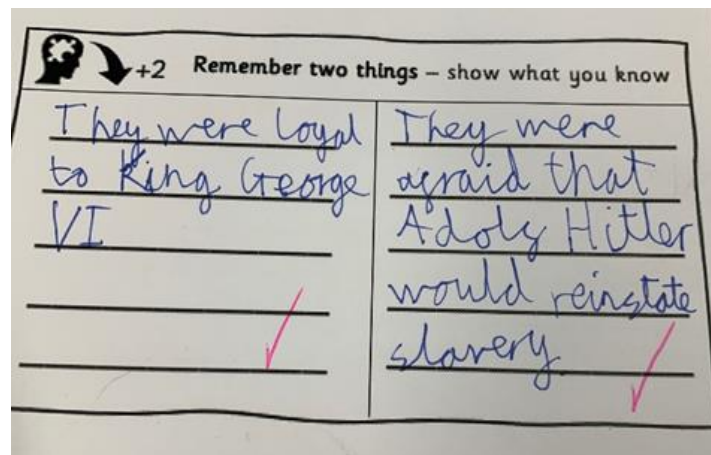 +2 Remember two things – show what you know
They were loyal
to King George
VI
They were
afraid that
Adolf Hitler
would reinstate
slavery.